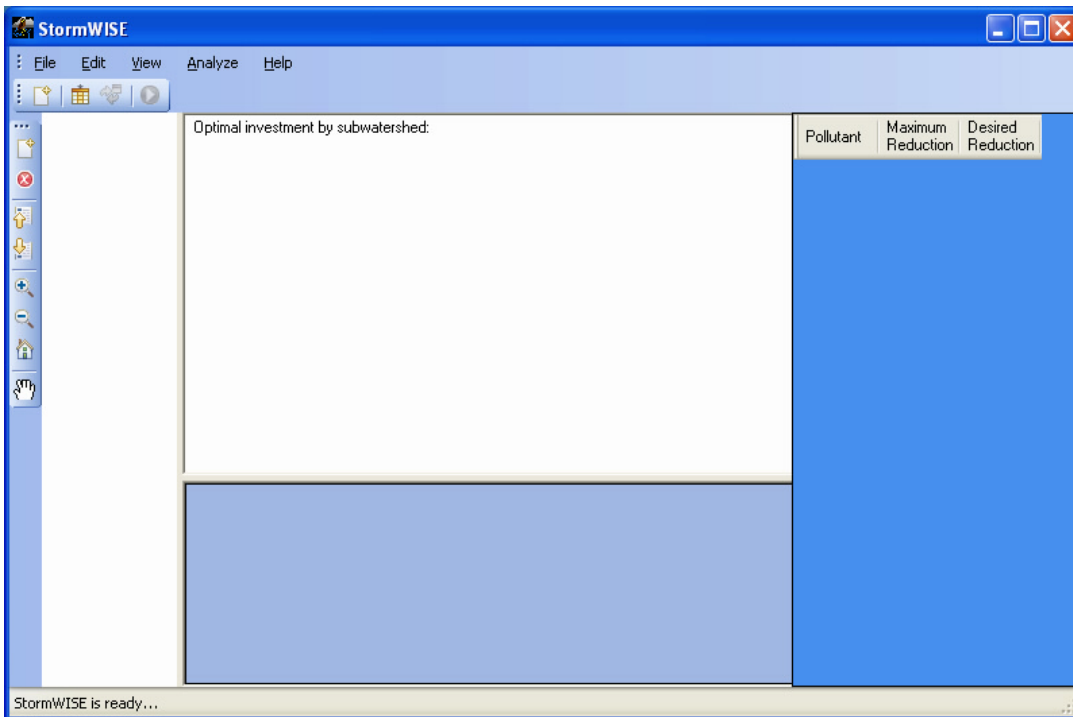 StormWISE
File Edit View Analyze Help
Optimal investment by subwatershed:
Pollutant
Maximum
Reduction
Desired
Reduction
StormWISE is ready...